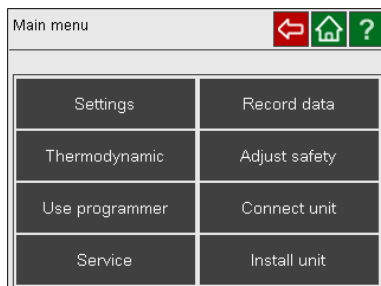 Main menu ?
Settings Record data
Thermodynamic Adjust safety
Use programmer Connect unit
Service Install unit